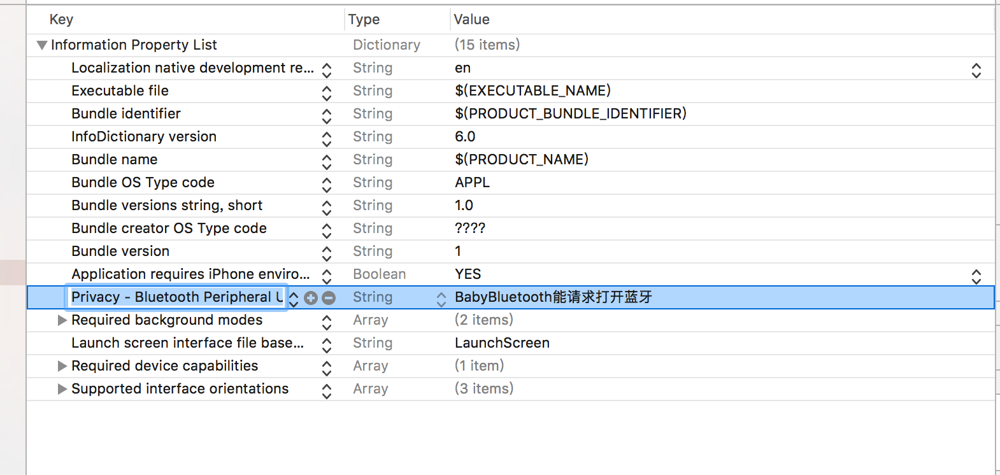 Key Type Value
Information Property List Dictionary (15 items)
Localization native development re... String en
Executable file String $(EXECUTABLE_NAME)
Bundle identifier String $(PRODUCT_BUNDLE_IDENTIFIER)
InfoDictionary version String 6.0
Bundle name String $(PRODUCT_NAME)
Bundle OS Type code String APPL
Bundle versions string, short String 1.0
Bundle creator OS Type code String ????
Bundle version String 1
Application requires iPhone enviro... Boolean YES
Privacy - Bluetooth Peripheral U String BabyBluetooth能请求打开蓝牙
Required background modes Array (2 items)
Launch screen interface file base... String LaunchScreen
Required device capabilities Array (1 item)
Supported interface orientations Array (3 items)